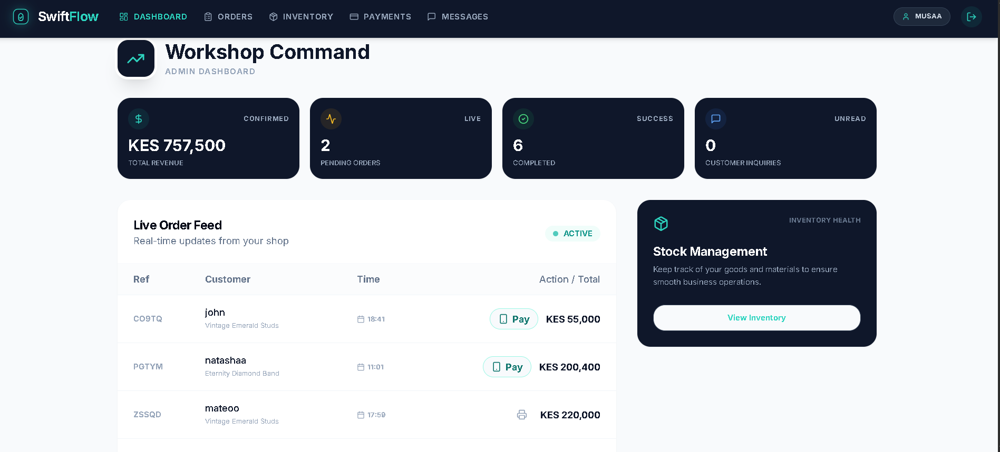 SwiftFlow DASHBOARD ORDERS INVENTORY PAYMENTS MESSAGES MUSAA
Workshop Command
ADMIN DASHBOARD
CONFIRMED
KES 757,500
TOTAL REVENUE
LIVE
2
PENDING ORDERS
SUCCESS
6
COMPLETED
UNREAD
0
CUSTOMER INQUIRIES
Live Order Feed
Real-time updates from your shop
ACTIVE
Ref Customer Time Action / Total
CO9TQ john 18:41 Pay KES 55,000
Vintage Emerald Studs
PGTYM natashaa 11:01 Pay KES 200,400
Eternity Diamond Band
ZSSQD mateoo 17:59 KES 220,000
Vintage Emerald Studs
INVENTORY HEALTH
Stock Management
Keep track of your goods and materials to ensure
smooth business operations.
View Inventory